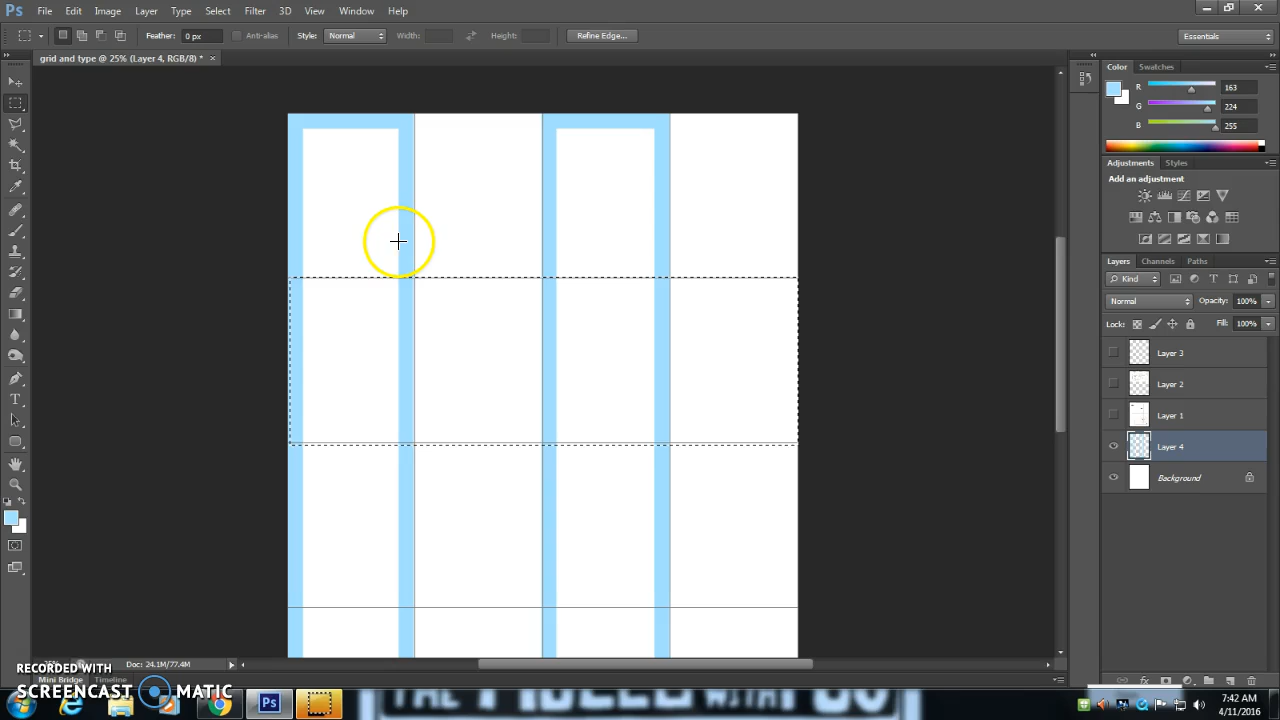 Ps File Edit Image Layer Type Select Filter 3D View Window Help
Feather: 0 px Anti-alias Style: Normal Width: Height: Refine Edge... Essentials
grid and type @ 25% (Layer 4, RGB/8) * ×
Color Swatches
R 163
G 224
B 255
Adjustments Styles
Add an adjustment
Layers Channels Paths
Kind
Normal Opacity: 100%
Lock: Fill: 100%
Layer 3
Layer 2
Layer 1
Layer 4
Background
Doc: 24.1M/77.4M
RECORDED WITH
Mini Bridge Timeline
SCREENCAST MATIC
Ps
7:42 AM
4/11/2016